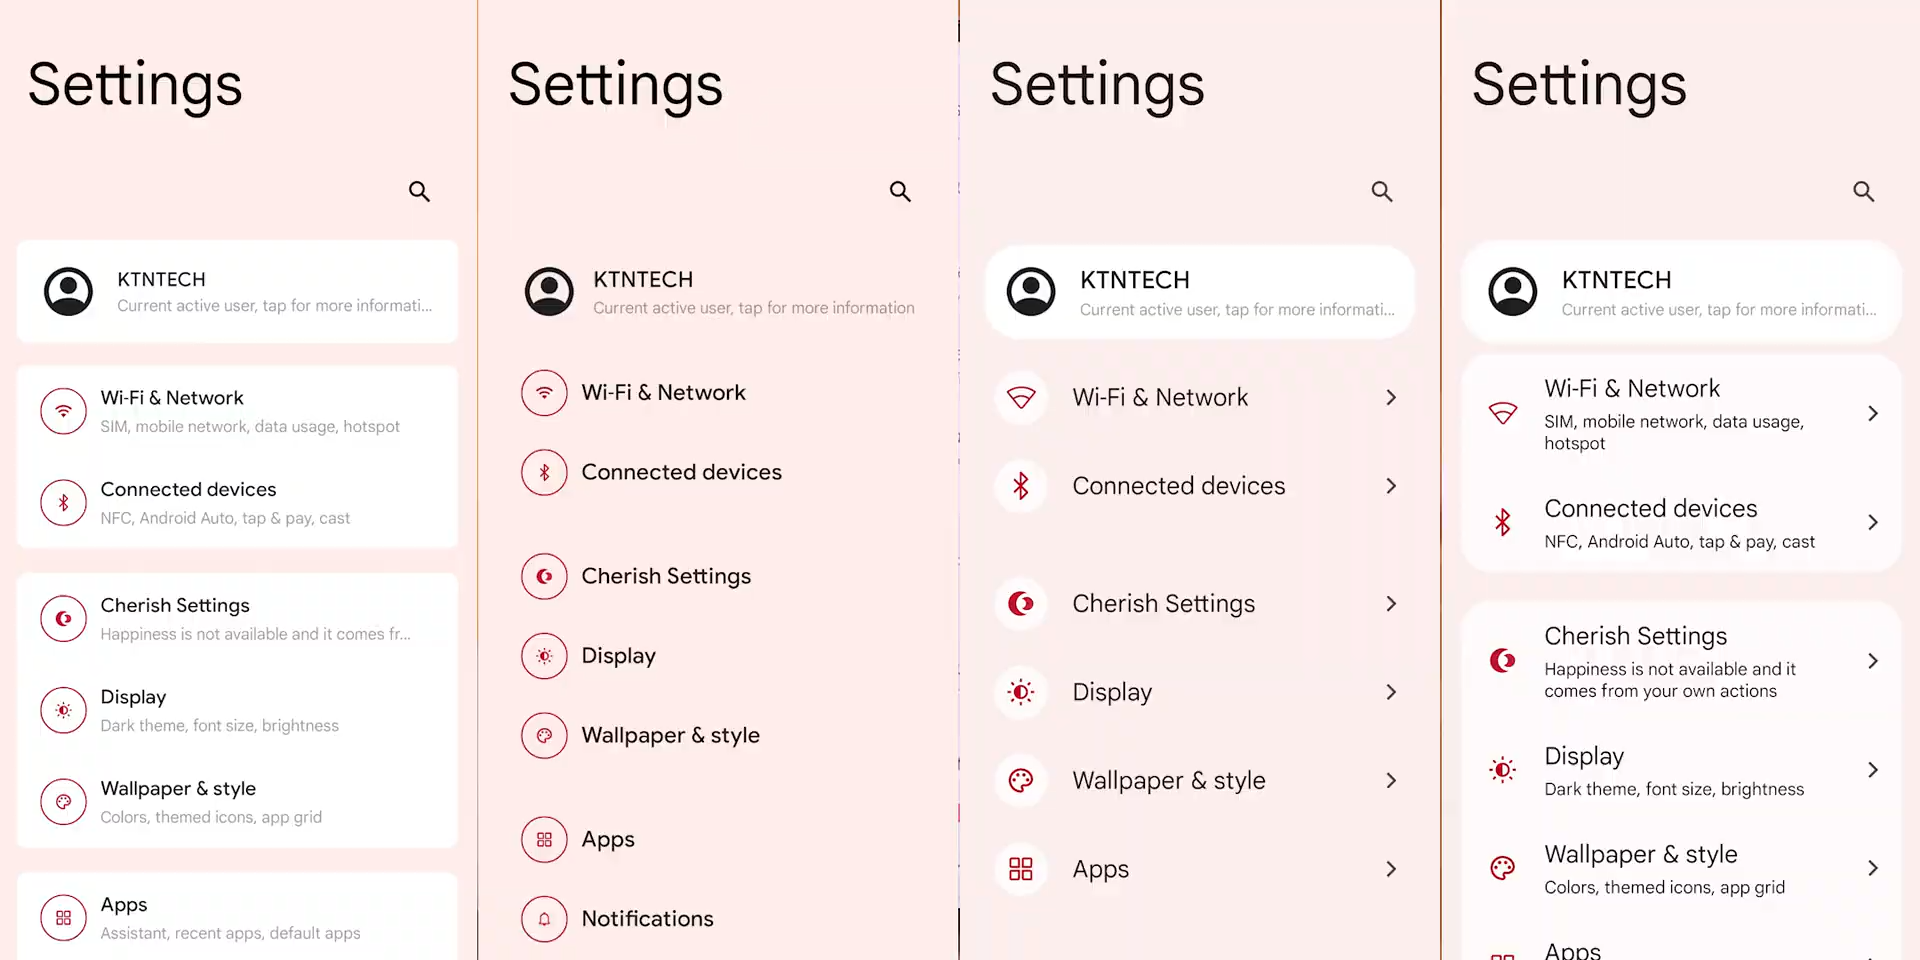 Settings
KTNTECH
Current active user, tap for more informati...
Wi-Fi & Network
SIM, mobile network, data usage, hotspot
Connected devices
NFC, Android Auto, tap & pay, cast
Cherish Settings
Happiness is not available and it comes fr...
Display
Dark theme, font size, brightness
Wallpaper & style
Colors, themed icons, app grid
Apps
Assistant, recent apps, default apps
Settings
KTNTECH
Current active user, tap for more information
Wi-Fi & Network
Connected devices
Cherish Settings
Display
Wallpaper & style
Apps
Notifications
Settings
KTNTECH
Current active user, tap for more informati...
Wi-Fi & Network
Connected devices
Cherish Settings
Display
Wallpaper & style
Apps
Settings
KTNTECH
Current active user, tap for more informati...
Wi-Fi & Network
SIM, mobile network, data usage,
hotspot
Connected devices
NFC, Android Auto, tap & pay, cast
Cherish Settings
Happiness is not available and it
comes from your own actions
Display
Dark theme, font size, brightness
Wallpaper & style
Colors, themed icons, app grid
Apps